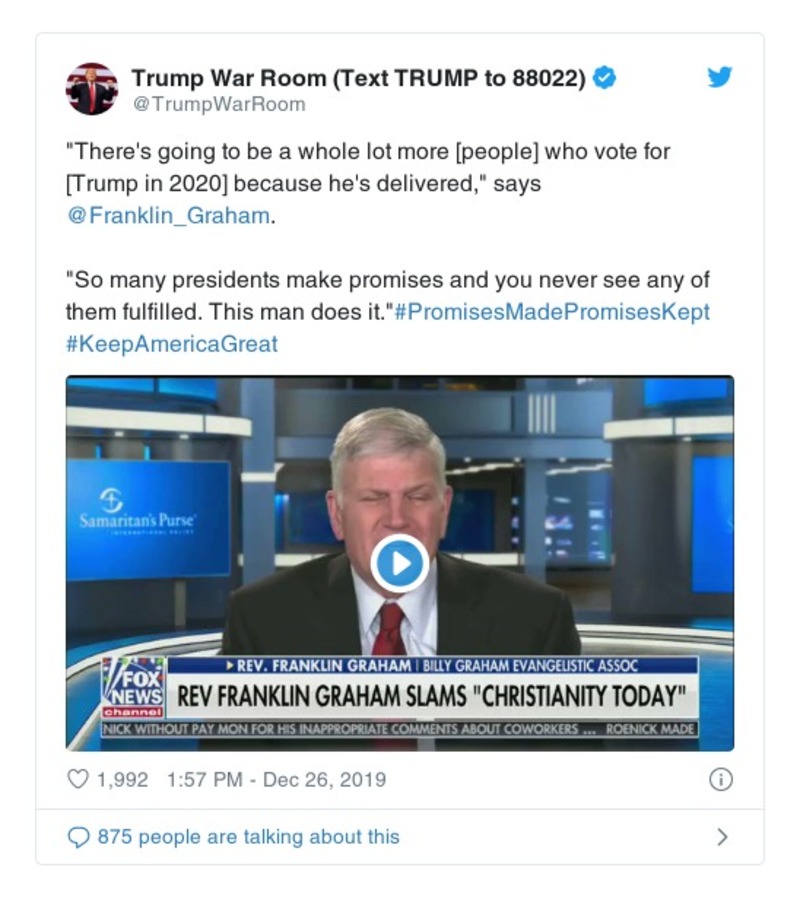 Trump War Room (Text TRUMP to 88022)
@TrumpWarRoom
"There's going to be a whole lot more [people] who vote for
[Trump in 2020] because he's delivered," says
@Franklin_Graham.
"So many presidents make promises and you never see any of
them fulfilled. This man does it."#PromisesMadePromisesKept
#KeepAmericaGreat
Samaritan's Purse
INTERNATIONAL RELIEF
REV. FRANKLIN GRAHAM | BILLY GRAHAM EVANGELISTIC ASSOC
FOX
NEWS
channel
REV FRANKLIN GRAHAM SLAMS "CHRISTIANITY TODAY"
NICK WITHOUT PAY MON FOR HIS INAPPROPRIATE COMMENTS ABOUT COWORKERS ... ROENICK MADE
1,992 1:57 PM - Dec 26, 2019
875 people are talking about this